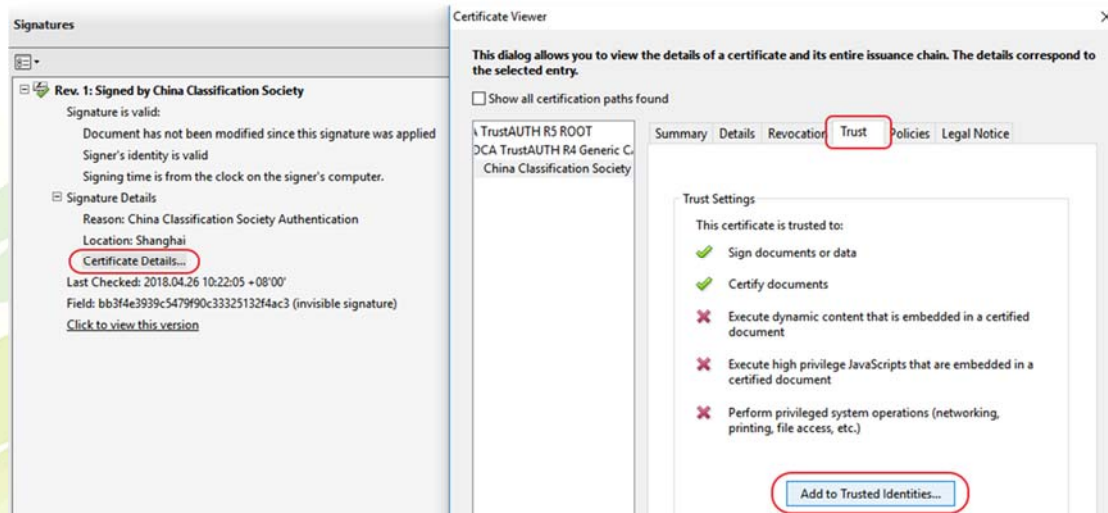 Signatures
Rev. 1: Signed by China Classification Society
Signature is valid:
Document has not been modified since this signature was applied
Signer's identity is valid
Signing time is from the clock on the signer's computer.
Signature Details
Reason: China Classification Society Authentication
Location: Shanghai
Certificate Details...
Last Checked: 2018.04.26 10:22:05 +08'00'
Field: bb3f4e3939c5479f90c33325132f4ac3 (invisible signature)
Click to view this version
Certificate Viewer
This dialog allows you to view the details of a certificate and its entire issuance chain. The details correspond to
the selected entry.
Show all certification paths found
TrustAUTH R5 ROOT
DCA TrustAUTH R4 Generic
China Classification Society
Summary Details Revocation Trust Policies Legal Notice
Trust Settings
This certificate is trusted to:
Sign documents or data
Certify documents
Execute dynamic content that is embedded in a certified
document
Execute high privilege JavaScripts that are embedded in a
certified document
Perform privileged system operations (networking,
printing, file access, etc.)
Add to Trusted Identities...